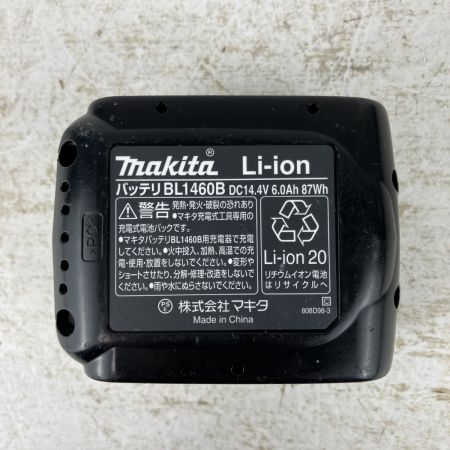 makita® Li-ion
バッテリ BL1460B DC14.4V 6.0Ah 87Wh
⚠警告 発熱・発火・破裂の恐れあり
●マキタ充電式工具専用の
充電式電池パックです。
●マキタバッテリBL1460B用充電器で充電
してください。●火中投入、加熱、高温での充
電・使用・放置をしないでください。●変形や
ショートさせたり、分解・修理・改造をしないで
ください。●雨や水にぬらさないでください。
Li-ion 20
リチウムイオン電池
はリサイクルへ
PS
E
株式会社 マキタ
Made in China
C
808D98-3
>PC<